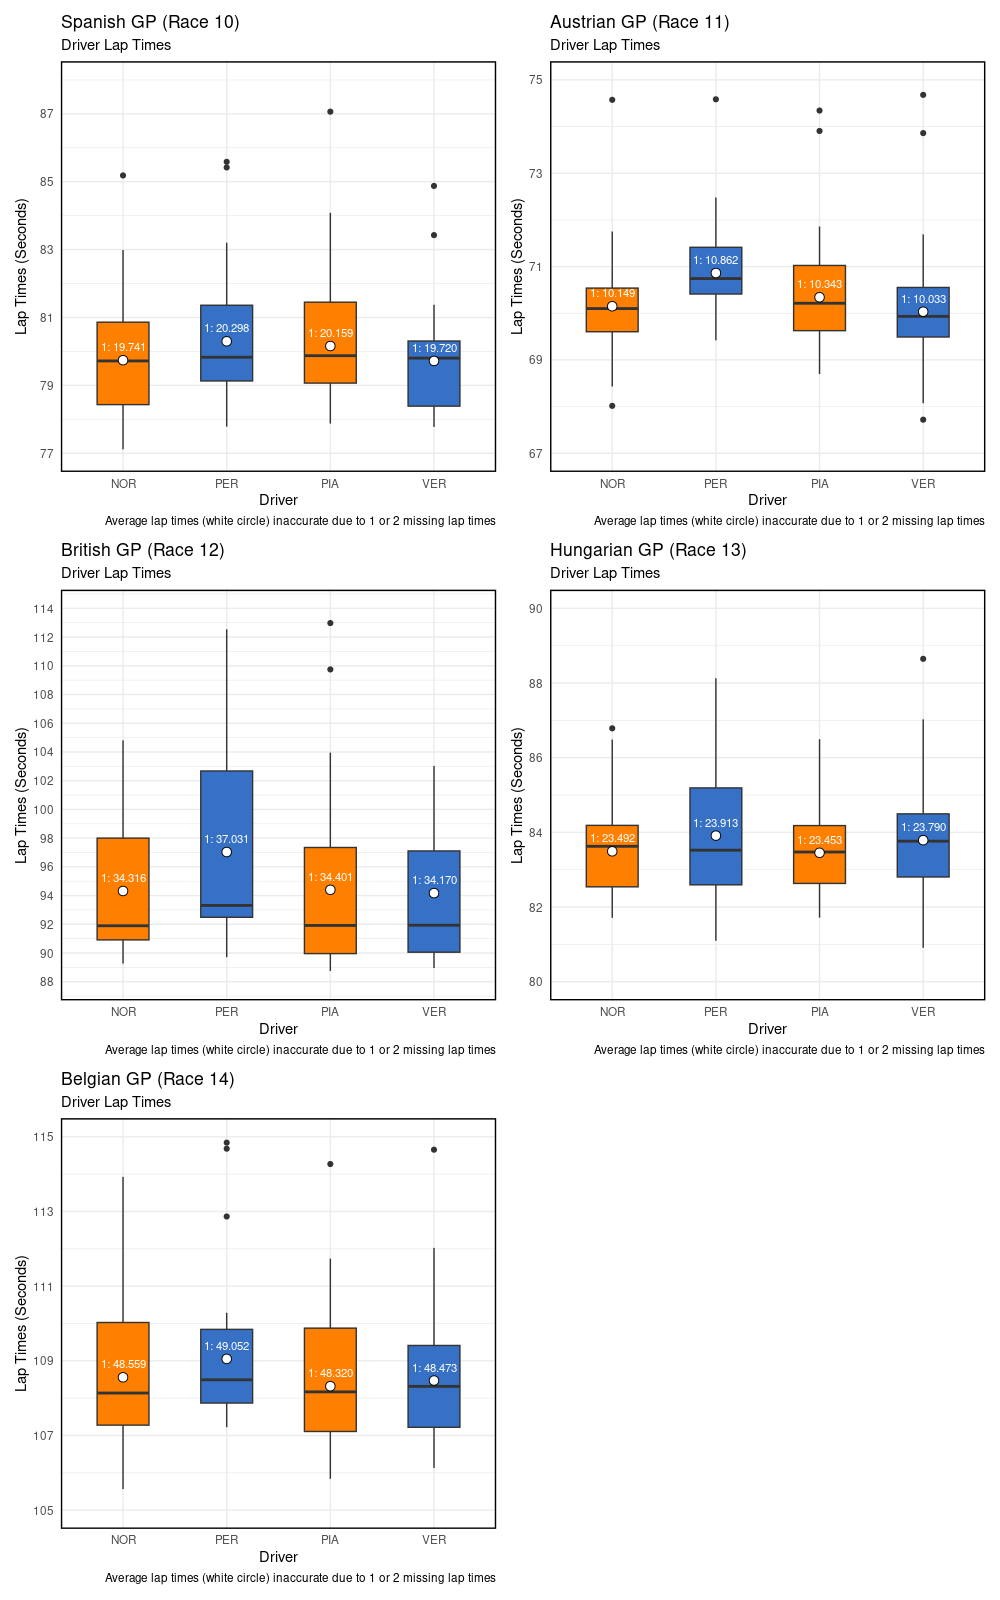 Spanish GP (Race 10)
Driver Lap Times
Lap Times (Seconds)
87
85
83
81
79
77
1: 19.741
1: 20.298
1: 20.159
1: 19.720
NOR PER PIA VER
Driver
Average lap times (white circle) inaccurate due to 1 or 2 missing lap times
Austrian GP (Race 11)
Driver Lap Times
Lap Times (Seconds)
75
73
71
69
67
1: 10.149
1: 10.862
1: 10.343
1: 10.033
NOR PER PIA VER
Driver
Average lap times (white circle) inaccurate due to 1 or 2 missing lap times
British GP (Race 12)
Driver Lap Times
Lap Times (Seconds)
114
112
110
108
106
104
102
100
98
96
94
92
90
88
1: 34.316
1: 37.031
1: 34.401
1: 34.170
NOR PER PIA VER
Driver
Average lap times (white circle) inaccurate due to 1 or 2 missing lap times
Hungarian GP (Race 13)
Driver Lap Times
Lap Times (Seconds)
90
88
86
84
82
80
1: 23.492
1: 23.913
1: 23.453
1: 23.790
NOR PER PIA VER
Driver
Average lap times (white circle) inaccurate due to 1 or 2 missing lap times
Belgian GP (Race 14)
Driver Lap Times
Lap Times (Seconds)
115
113
111
109
107
105
1: 48.559
1: 49.052
1: 48.320
1: 48.473
NOR PER PIA VER
Driver
Average lap times (white circle) inaccurate due to 1 or 2 missing lap times